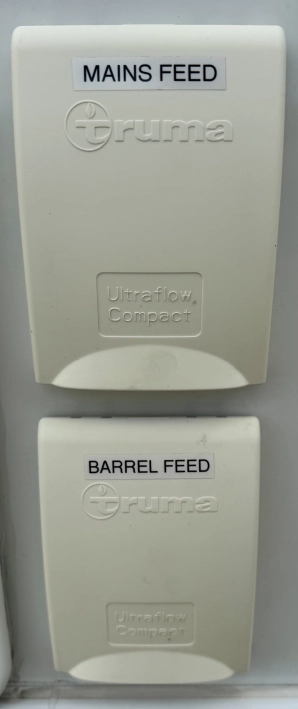 MAINS FEED
truma
Ultraflow®
Compact
BARREL FEED
truma
Ultraflow
Compact